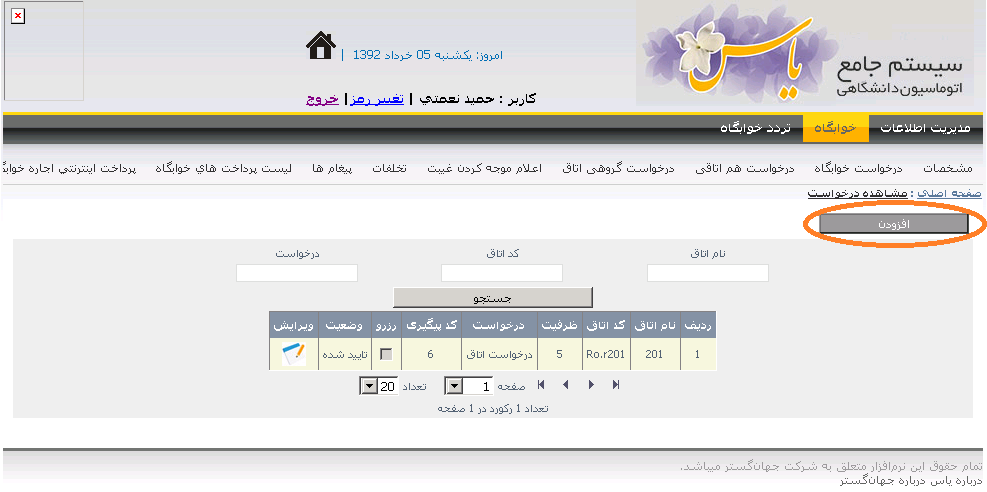 امروز: یکشنبه 05 خرداد 1392 |
یاس
سیستم جامع
اتوماسیون دانشگاهی
کاربر : حمید نعمتي | تغییر رمز | خروج
مدیریت اطلاعات خوابگاه تردد خوابگاه
مشخصات درخواست خوابگاه درخواست هم اتاقی درخواست گروهی اتاق اعلام موجه کردن غیبت تخلفات پیغام ها لیست پرداخت هاي خوابگاه پرداخت اینترنتي اجاره خوابگ
صفحه اصلی : مشاهده درخواست
افزودن
نام اتاق کد اتاق درخواست
جستجو
ردیف نام اتاق کد اتاق ظرفیت درخواست کد پیگیری رزرو وضعیت ویرایش
1 201 Ro.r201 5 درخواست اتاق 6 تایید شده
صفحه 1 تعداد 20
تعداد 1 رکورد در 1 صفحه
تمام حقوق این نرم‌افزار متعلق به شرکت جهان‌گستر میباشد.
درباره یاس درباره جهان‌گستر